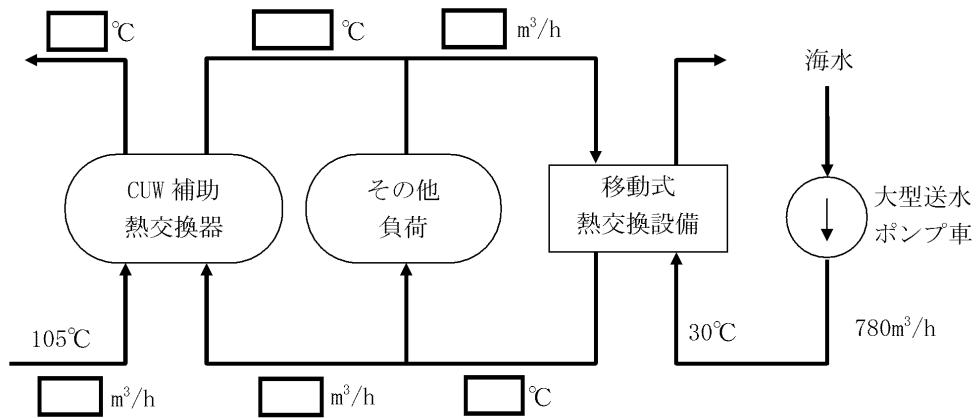 ℃
℃
m³/h
海水
CUW 補助
熱交換器
その他
負荷
移動式
熱交換設備
大型送水
ポンプ車
105℃
30℃
780m³/h
m³/h
m³/h
℃